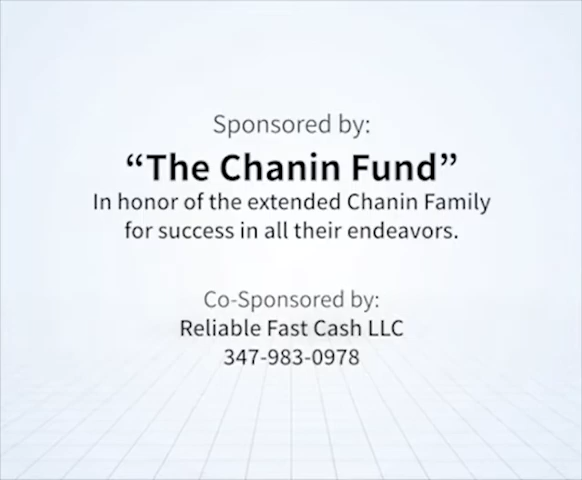 Sponsored by:
“The Chanin Fund”
In honor of the extended Chanin Family
for success in all their endeavors.
Co-Sponsored by:
Reliable Fast Cash LLC
347-983-0978